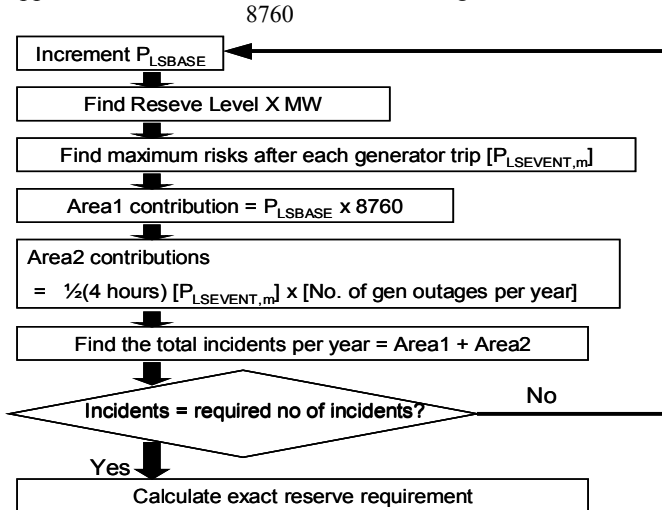 8760
Increment P_LSBASE
Find Reseve Level X MW
Find maximum risks after each generator trip [P_LSEVENT,m]
Area1 contribution = P_LSBASE x 8760
Area2 contributions
= ½(4 hours) [P_LSEVENT,m] x [No. of gen outages per year]
Find the total incidents per year = Area1 + Area2
Incidents = required no of incidents?
No
Yes
Calculate exact reserve requirement